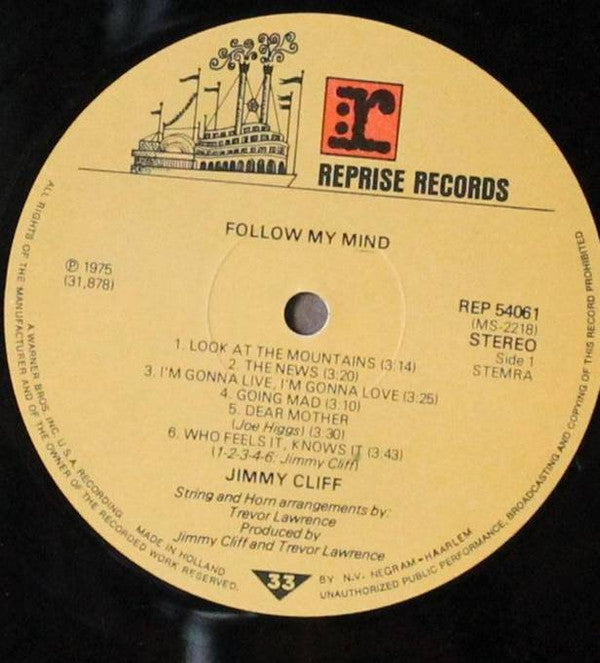 r
REPRISE RECORDS
FOLLOW MY MIND
℗ 1975
(31,878)
REP 54061
(MS-2218)
STEREO
Side 1
STEMRA
1. LOOK AT THE MOUNTAINS (3:14)
2. THE NEWS (3:20)
3. I'M GONNA LIVE, I'M GONNA LOVE (3:25)
4. GOING MAD (3:10)
5. DEAR MOTHER
(Joe Higgs) (3:30)
6. WHO FEELS IT, KNOWS IT (3:43)
(1-2-3-4-6: Jimmy Cliff)
JIMMY CLIFF
String and Horn arrangements by:
Trevor Lawrence
Produced by
Jimmy Cliff and Trevor Lawrence
33
ALL RIGHTS OF THE MANUFACTURER AND OF THE OWNER OF THE RECORDED WORK RESERVED.
A WARNER BROS. INC. U.S.A. RECORDING
MADE IN HOLLAND
BY N.V. NEGRAM - HAARLEM
UNAUTHORIZED PUBLIC PERFORMANCE, BROADCASTING AND COPYING OF THIS RECORD PROHIBITED